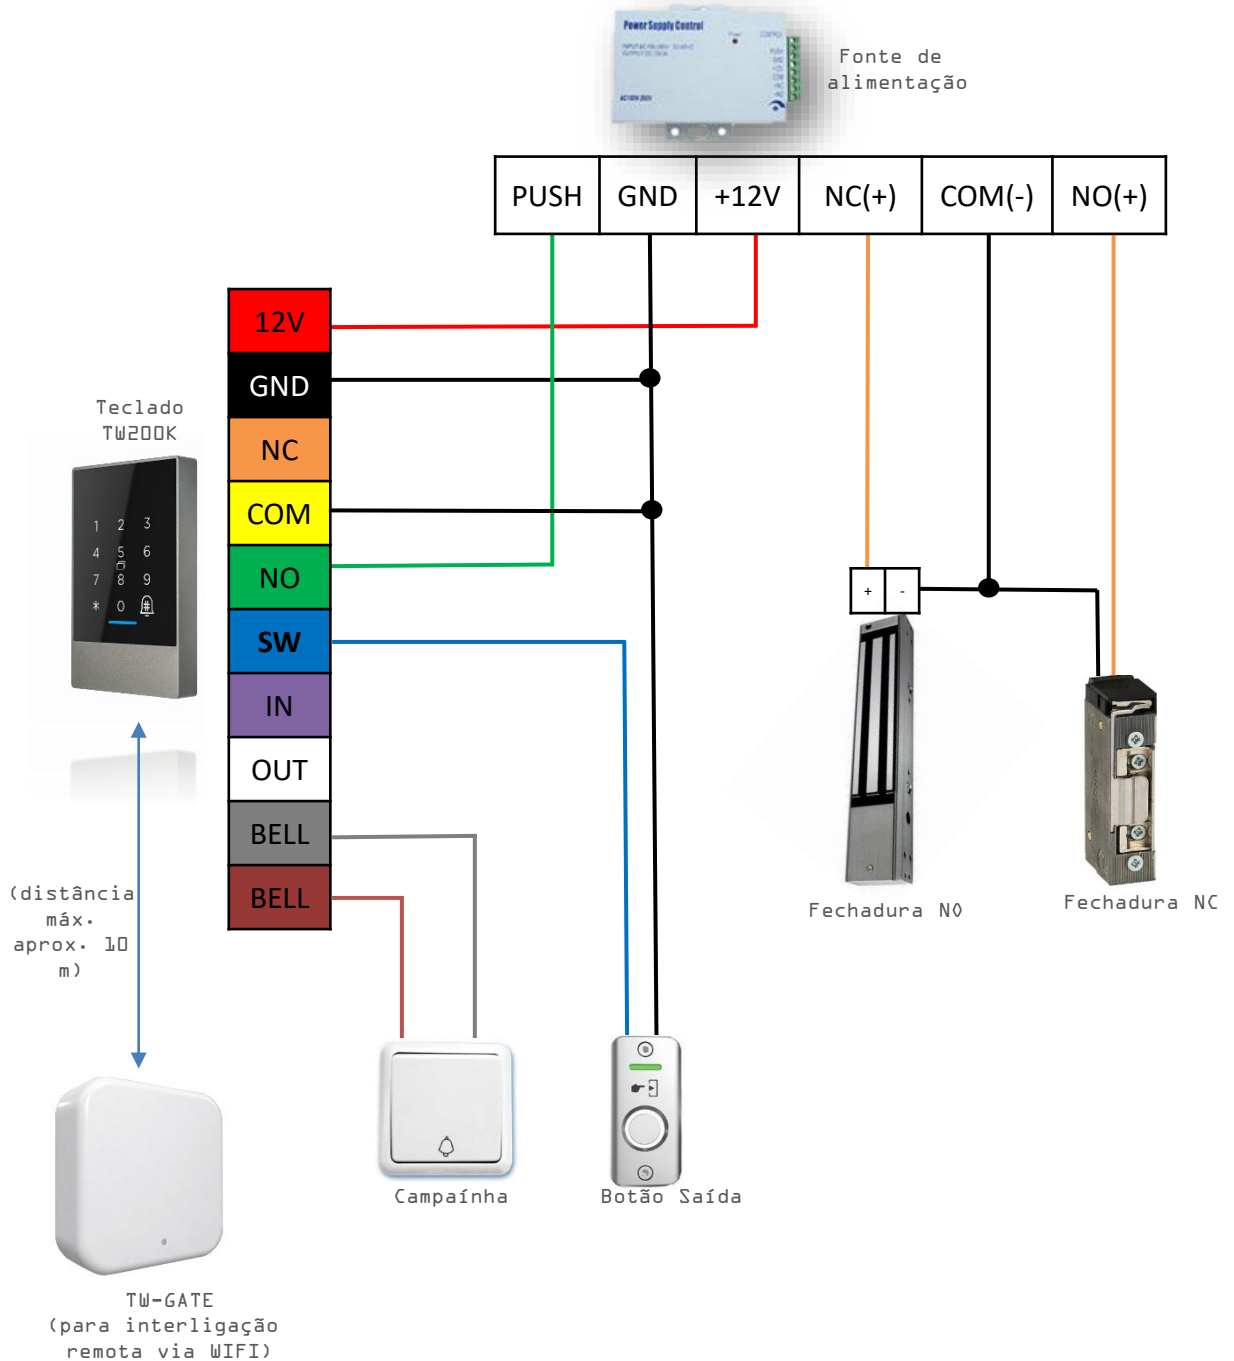 Power Supply Control
Fonte de
alimentação
PUSH
GND
+12V
NC(+)
COM(-)
NO(+)
12V
GND
NC
COM
NO
SW
IN
OUT
BELL
BELL
Teclado
TW200K
1 2 3
4 5 6
7 8 9
* 0 #
+
-
Fechadura NO
Fechadura NC
(distância
máx.
aprox. 10
m)
Campaínha
Botão Saída
TW-GATE
(para interligação
remota via WIFI)